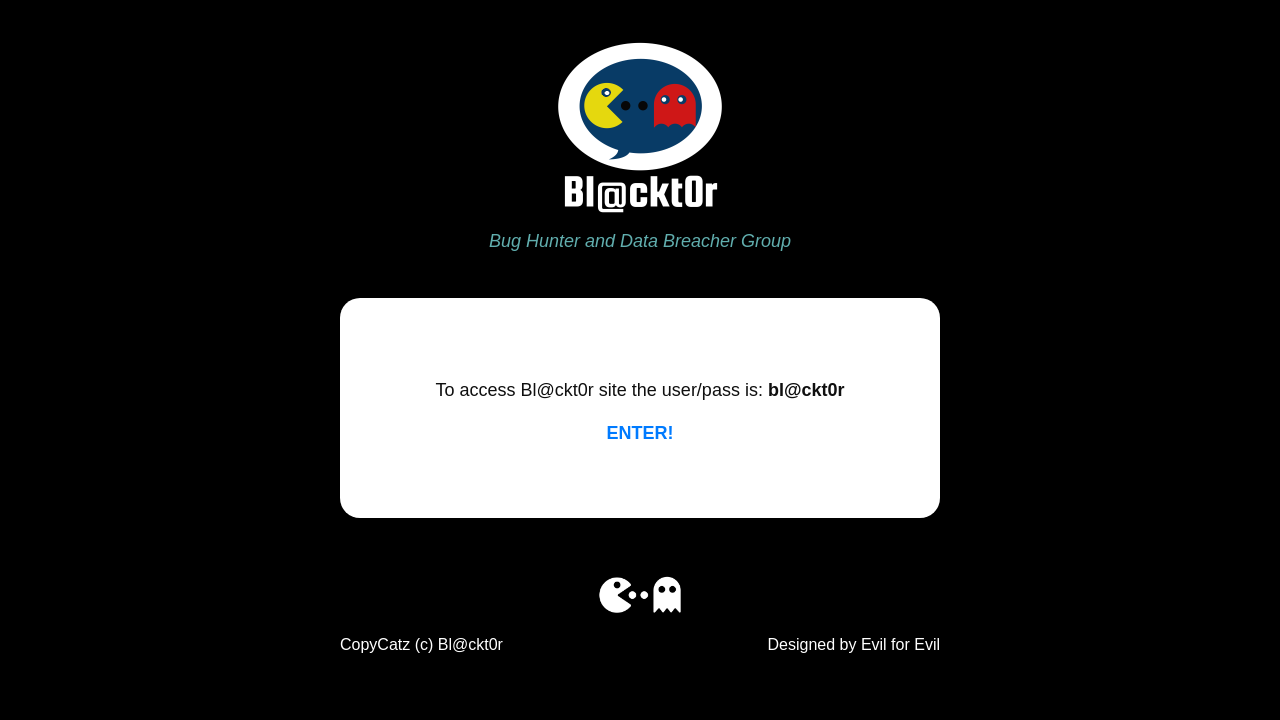 Bl@ckt0r
Bug Hunter and Data Breacher Group
To access Bl@ckt0r site the user/pass is: bl@ckt0r
ENTER!
CopyCatz (c) Bl@ckt0r
Designed by Evil for Evil